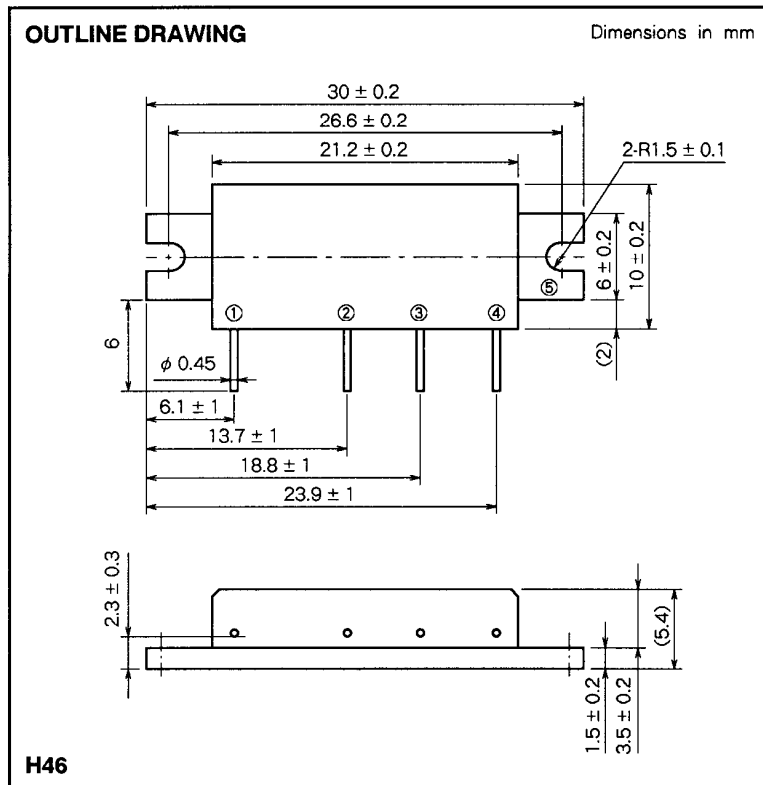 OUTLINE DRAWING
Dimensions in mm
30 ± 0.2
26.6 ± 0.2
21.2 ± 0.2
2-R1.5 ± 0.1
6 ± 0.2
10 ± 0.2
⑤
① ② ③ ④
6
(2)
φ 0.45
6.1 ± 1
13.7 ± 1
18.8 ± 1
23.9 ± 1
2.3 ± 0.3
(5.4)
1.5 ± 0.2
3.5 ± 0.2
H46